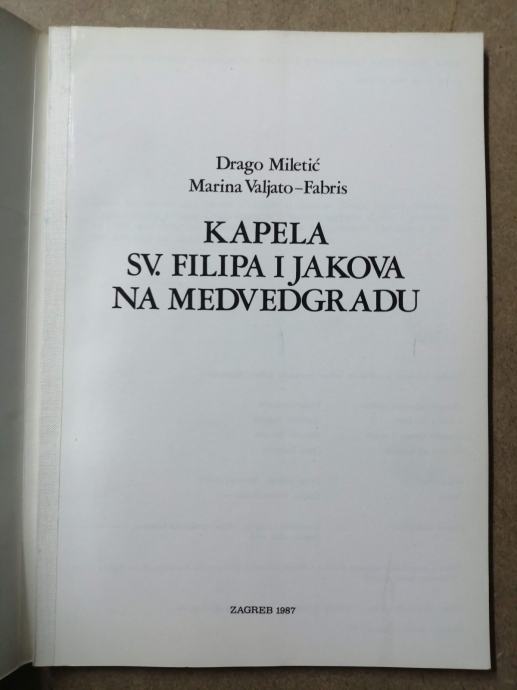 Drago Miletić
Marina Valjato-Fabris
KAPELA
SV. FILIPA I JAKOVA
NA MEDVEDGRADU
ZAGREB 1987